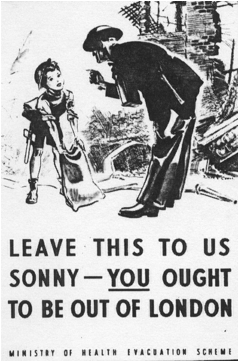 LEAVE THIS TO US
SONNY—YOU OUGHT
TO BE OUT OF LONDON
MINISTRY OF HEALTH EVACUATION SCHEME